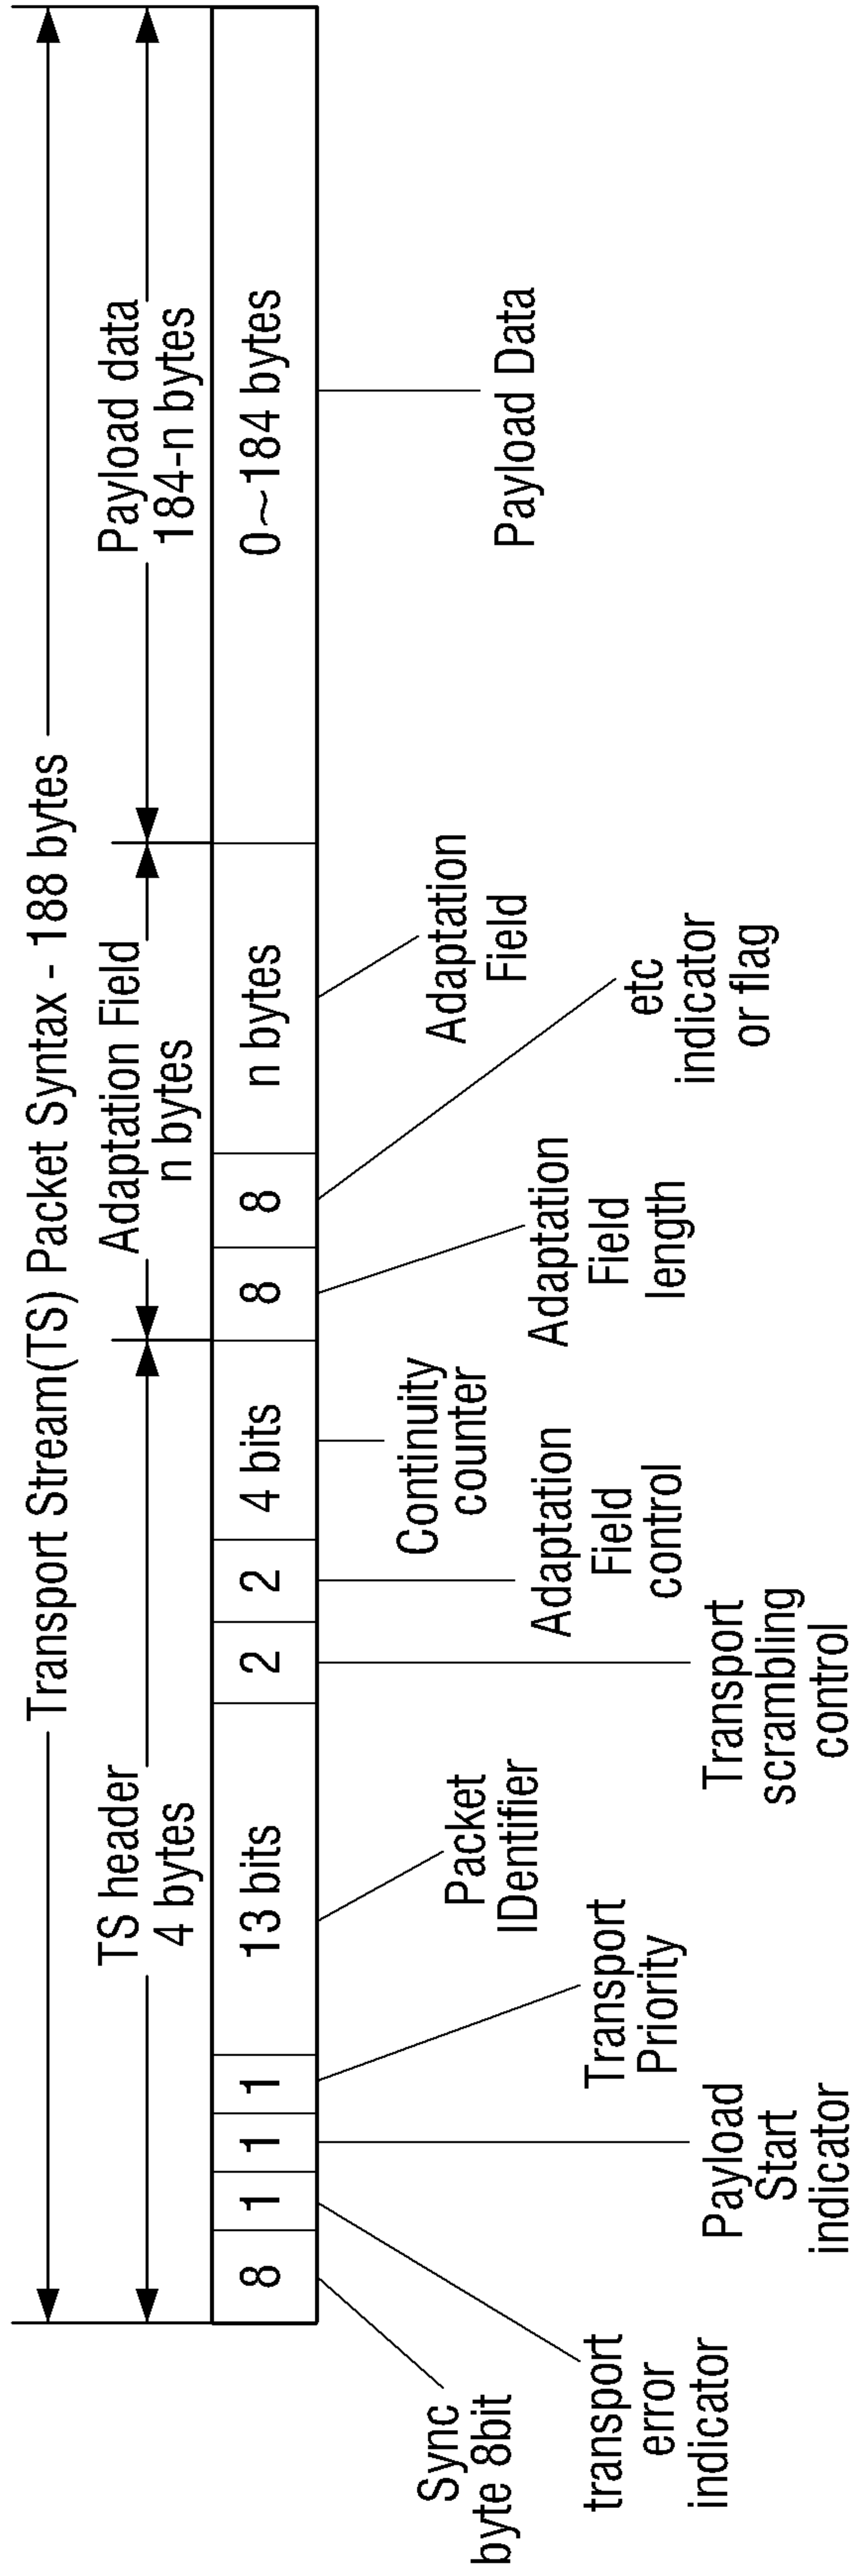 Transport Stream(TS) Packet Syntax - 188 bytes
TS header
4 bytes
Adaptation Field
n bytes
Payload data
184-n bytes
8
1
1
1
13 bits
2
2
4 bits
8
8
n bytes
0~184 bytes
Sync
byte 8bit
transport
error
indicator
Payload
Start
indicator
Transport
Priority
Packet
IDentifier
Transport
scrambling
control
Adaptation
Field
control
Continuity
counter
Adaptation
Field
length
etc
indicator
or flag
Adaptation
Field
Payload Data